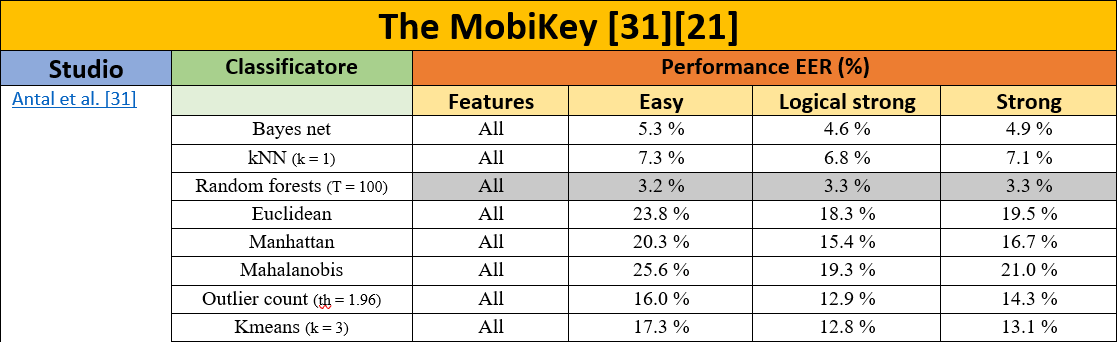 The MobiKey [31][21]
Studio Classificatore Performance EER (%)
Antal et al. [31]
Features Easy Logical strong Strong
Bayes net All 5.3 % 4.6 % 4.9 %
kNN (k = 1) All 7.3 % 6.8 % 7.1 %
Random forests (T = 100) All 3.2 % 3.3 % 3.3 %
Euclidean All 23.8 % 18.3 % 19.5 %
Manhattan All 20.3 % 15.4 % 16.7 %
Mahalanobis All 25.6 % 19.3 % 21.0 %
Outlier count (th = 1.96) All 16.0 % 12.9 % 14.3 %
Kmeans (k = 3) All 17.3 % 12.8 % 13.1 %